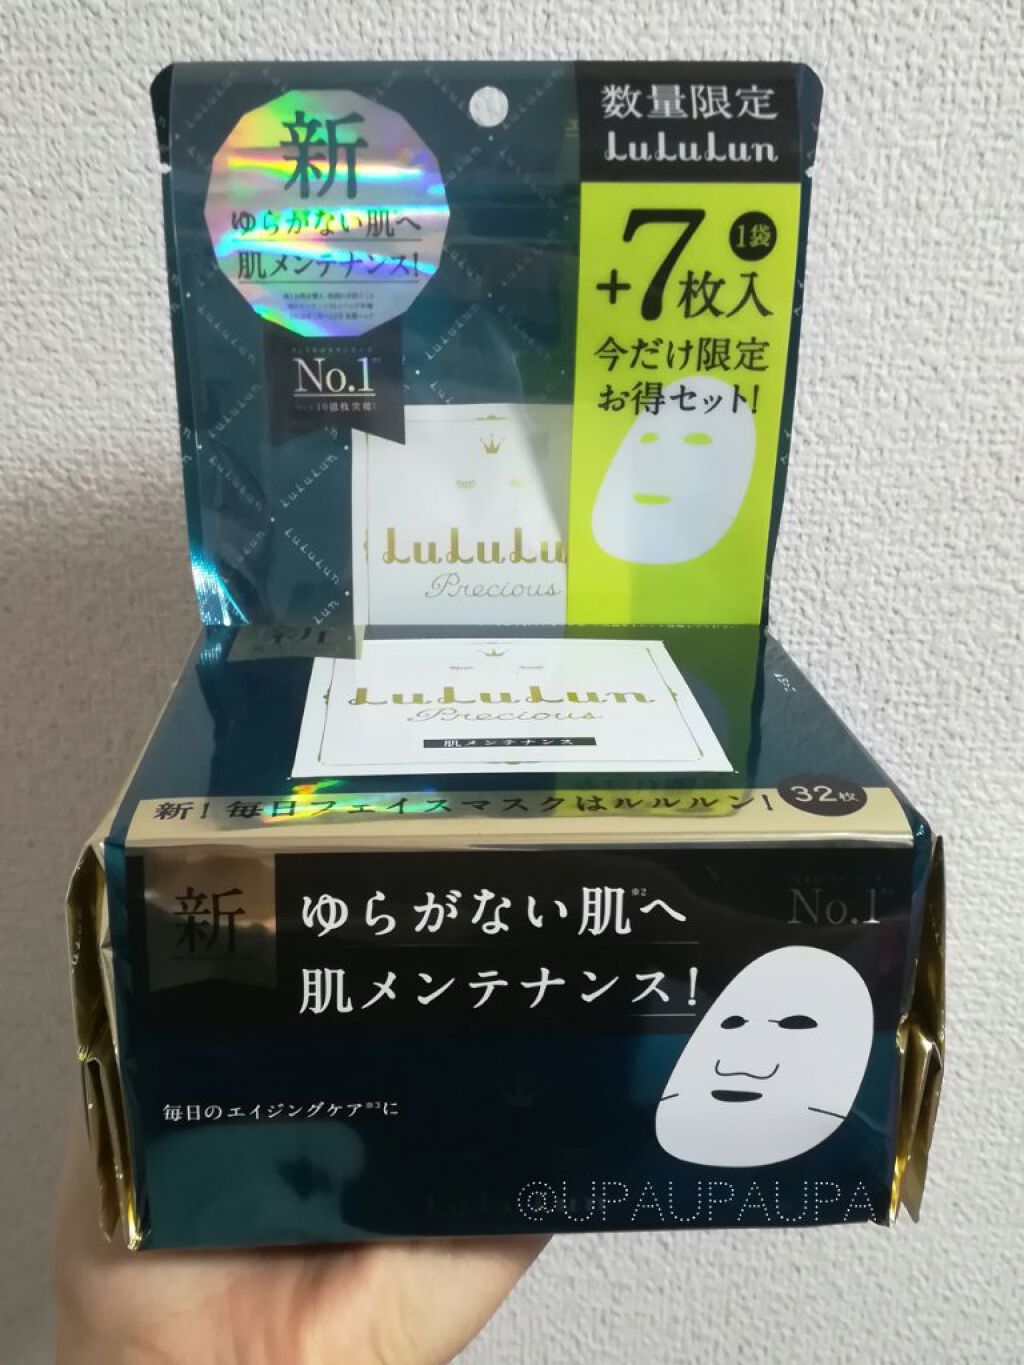 数量限定
LuLuLun
新
ゆらがない肌へ
肌メンテナンス!
No.1
+7枚入
1袋
今だけ限定
お得セット!
LuLuLu
Precious
LuLuLun
Precious
肌メンテナンス
新!毎日フェイスマスクはルルルン!
32枚
新
ゆらがない肌※2へ
肌メンテナンス!
No.1
毎日のエイジングケア※3に
@UPAUPAUPA